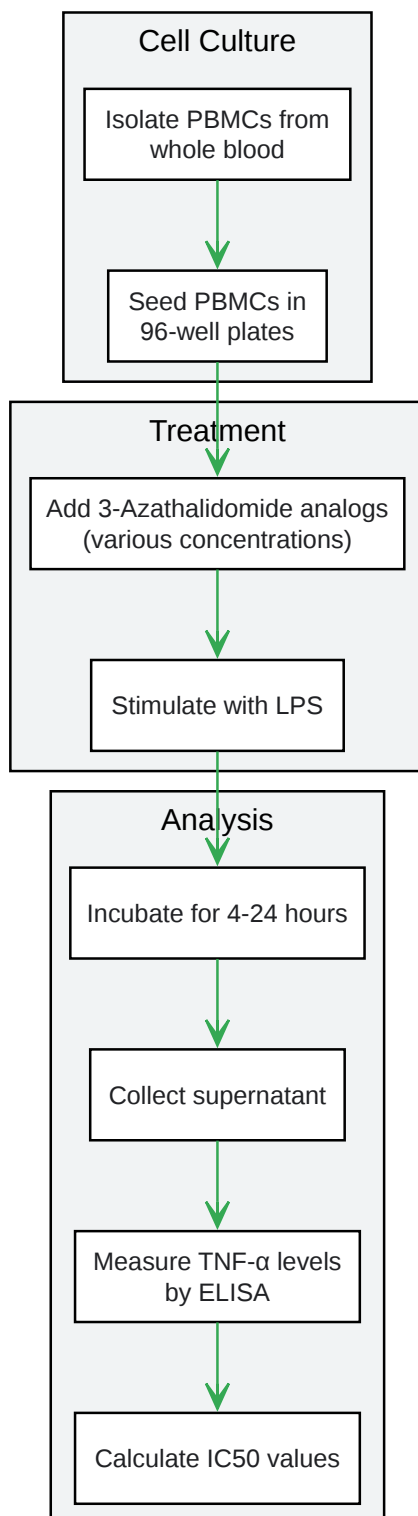 Cell Culture
Isolate PBMCs from
whole blood
Seed PBMCs in
96-well plates
Treatment
Add 3-Azathalidomide analogs
(various concentrations)
Stimulate with LPS
Analysis
Incubate for 4-24 hours
Collect supernatant
Measure TNF-α levels
by ELISA
Calculate IC50 values